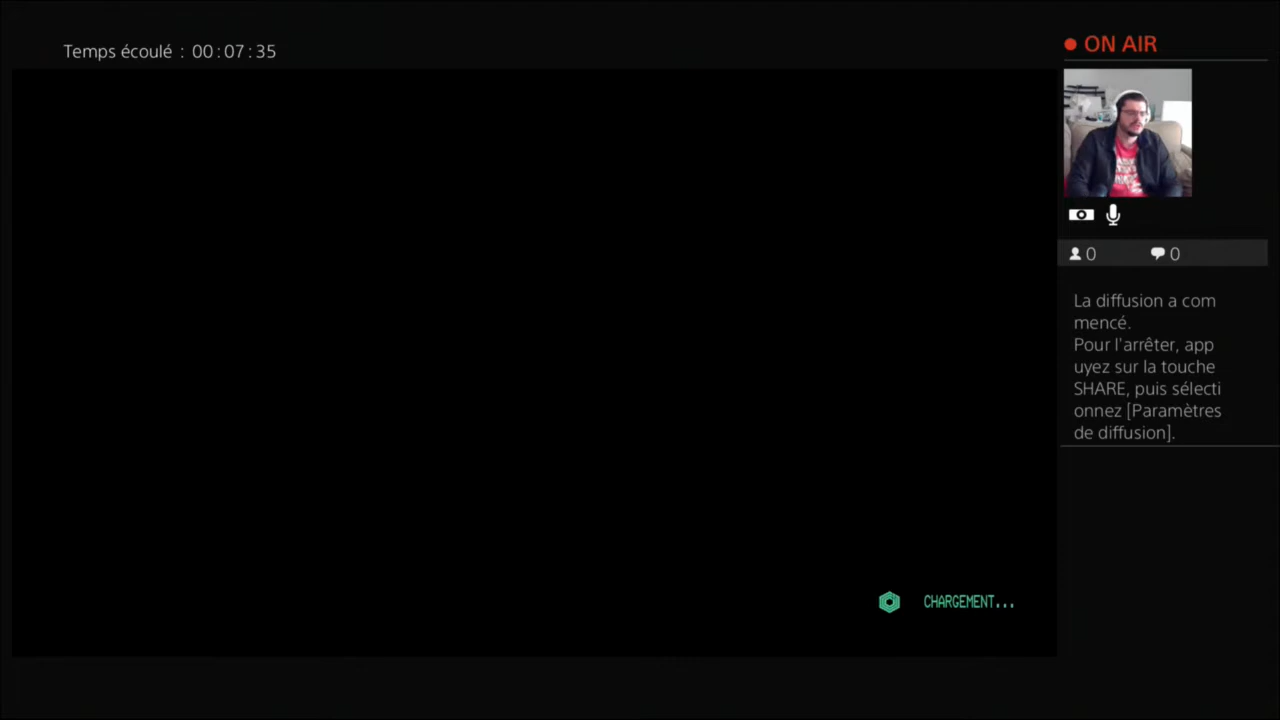 Temps écoulé : 00:07:35
ON AIR
0 0
La diffusion a com
mencé.
Pour l'arrêter, app
uyez sur la touche
SHARE, puis sélecti
onnez [Paramètres
de diffusion].
CHARGEMENT...